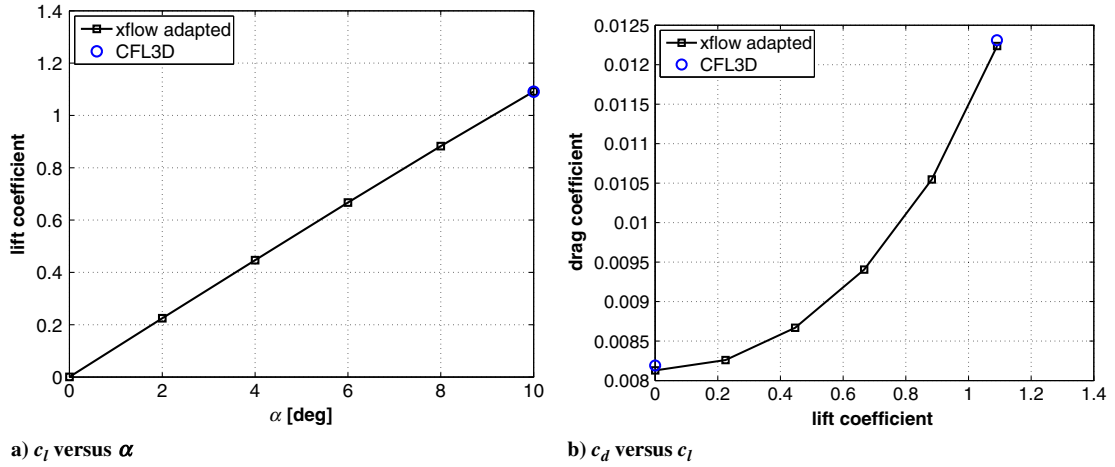 xflow adapted
CFL3D
lift coefficient
1.4
1.2
1
0.8
0.6
0.4
0.2
0
0 2 4 6 8 10
α [deg]
a) c_l versus α
xflow adapted
CFL3D
drag coefficient
0.0125
0.012
0.0115
0.011
0.0105
0.01
0.0095
0.009
0.0085
0.008
0 0.2 0.4 0.6 0.8 1 1.2 1.4
lift coefficient
b) c_d versus c_l